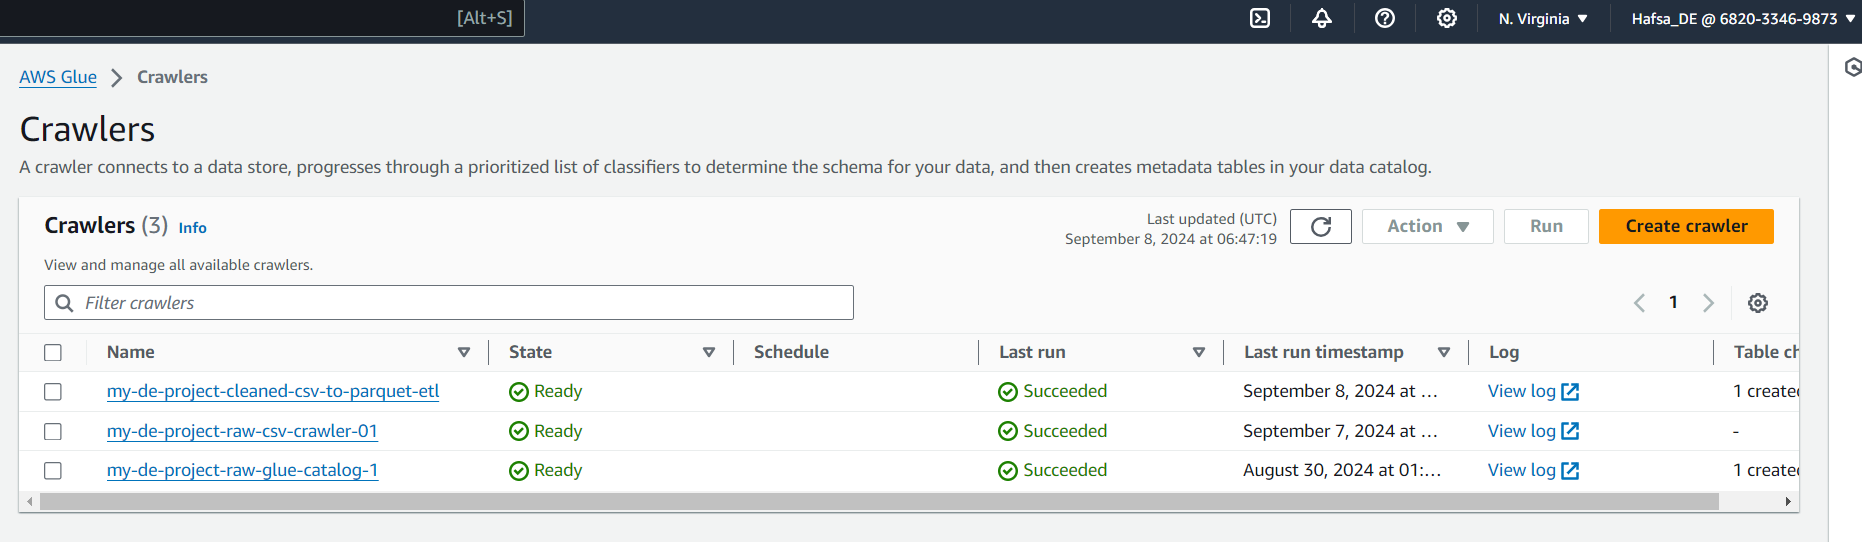 [Alt+S]
N. Virginia
Hafsa_DE @ 6820-3346-9873
AWS Glue
Crawlers
Crawlers
A crawler connects to a data store, progresses through a prioritized list of classifiers to determine the schema for your data, and then creates metadata tables in your data catalog.
Crawlers (3) Info
Last updated (UTC)
September 8, 2024 at 06:47:19
Action
Run
Create crawler
View and manage all available crawlers.
Filter crawlers
1
Name State Schedule Last run Last run timestamp Log Table ch
my-de-project-cleaned-csv-to-parquet-etl Ready Succeeded September 8, 2024 at ... View log 1 created
my-de-project-raw-csv-crawler-01 Ready Succeeded September 7, 2024 at ... View log -
my-de-project-raw-glue-catalog-1 Ready Succeeded August 30, 2024 at 01:... View log 1 created